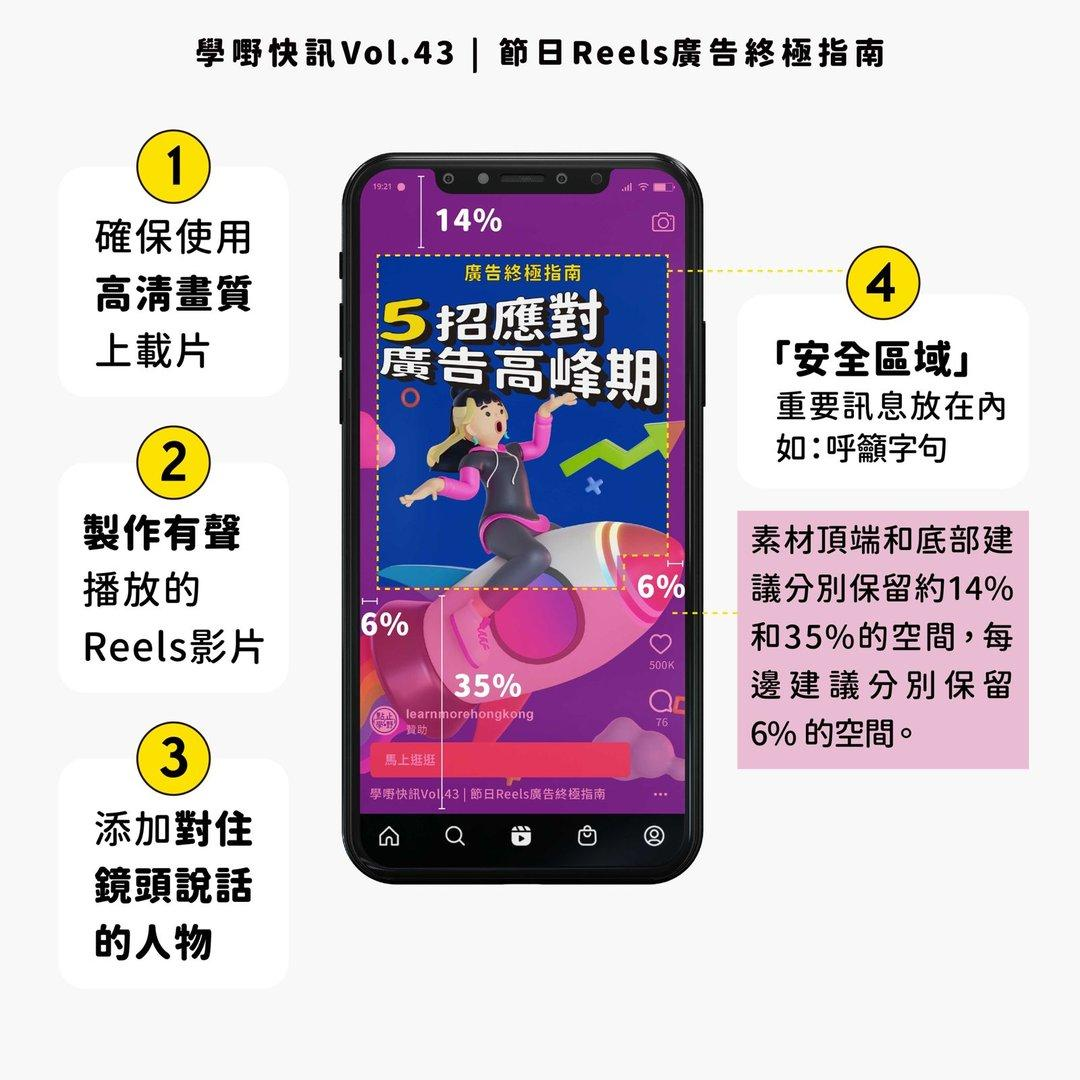 學嘢快訊Vol.43 | 節日Reels廣告終極指南
1
確保使用
高清畫質
上載片
2
製作有聲
播放的
Reels影片
3
添加對住
鏡頭說話
的人物
19:21
14%
廣告終極指南
5招應對
廣告高峰期
6%
6%
35%
500K
76
點止
學野
learnmorehongkong
贊助
馬上逛逛
學嘢快訊Vol.43 | 節日Reels廣告終極指南
4
「安全區域」
重要訊息放在內
如：呼籲字句
素材頂端和底部建
議分別保留約14%
和35%的空間，每
邊建議分別保留
6% 的空間。